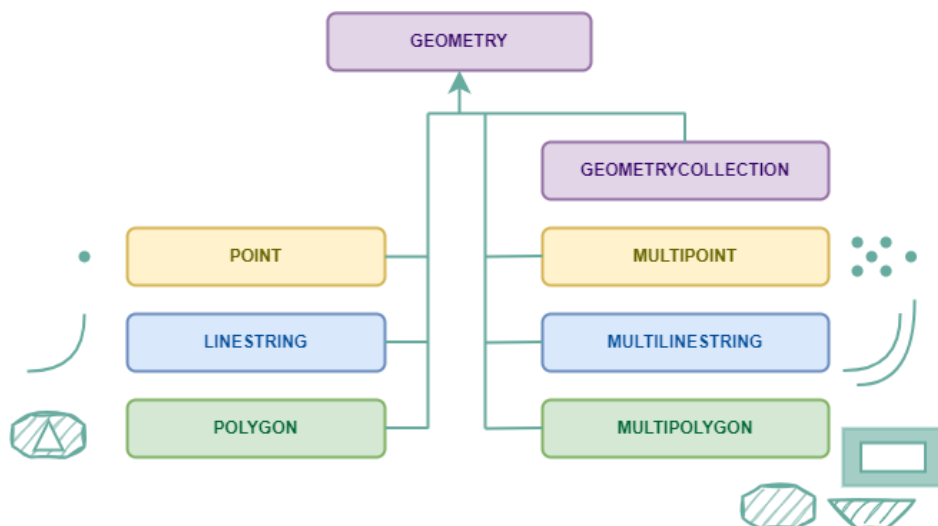 GEOMETRY
GEOMETRYCOLLECTION
POINT
MULTIPOINT
LINESTRING
MULTILINESTRING
POLYGON
MULTIPOLYGON